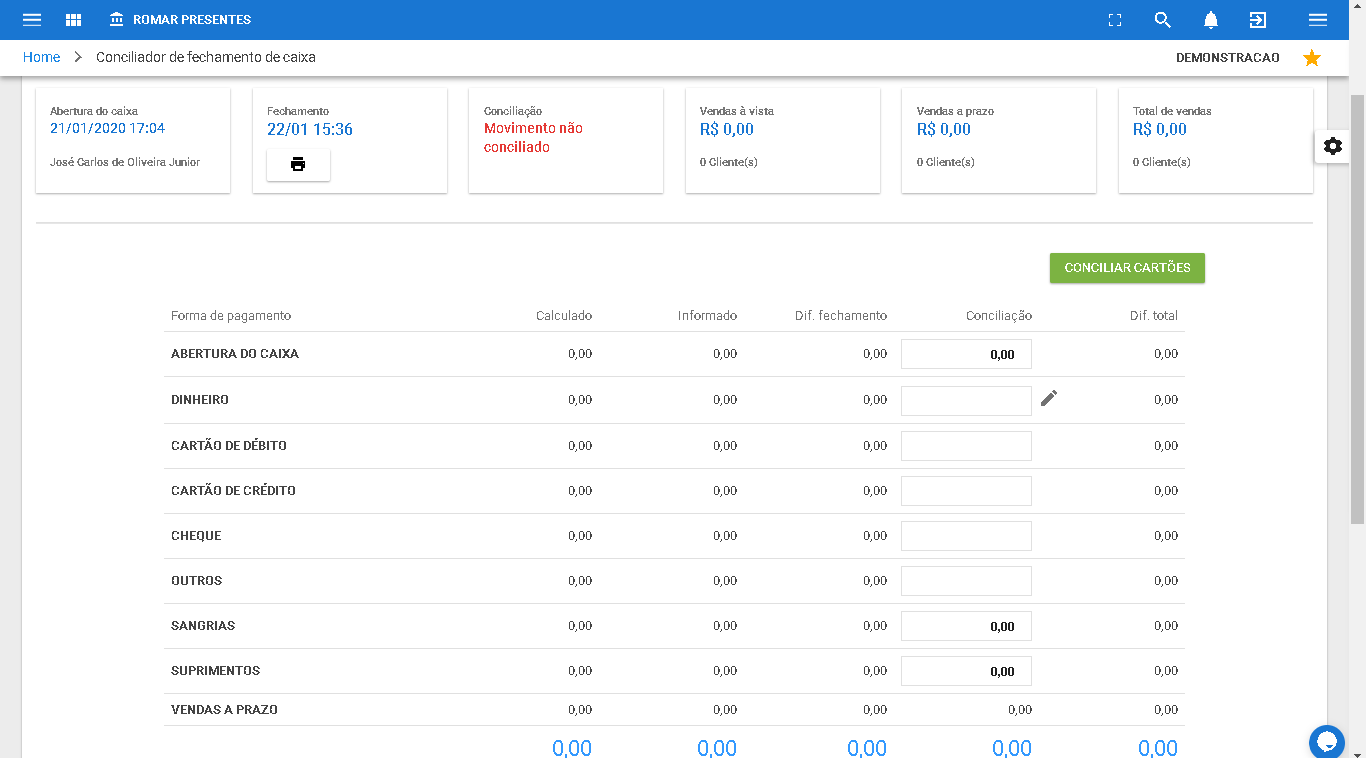 ROMAR PRESENTES
Home > Conciliador de fechamento de caixa DEMONSTRACAO
Abertura do caixa
21/01/2020 17:04
José Carlos de Oliveira Junior
Fechamento
22/01 15:36
Conciliação
Movimento não
conciliado
Vendas à vista
R$ 0,00
0 Cliente(s)
Vendas a prazo
R$ 0,00
0 Cliente(s)
Total de vendas
R$ 0,00
0 Cliente(s)
CONCILIAR CARTÕES
Forma de pagamento Calculado Informado Dif. fechamento Conciliação Dif. total
ABERTURA DO CAIXA 0,00 0,00 0,00 0,00 0,00
DINHEIRO 0,00 0,00 0,00 0,00
CARTÃO DE DÉBITO 0,00 0,00 0,00 0,00
CARTÃO DE CRÉDITO 0,00 0,00 0,00 0,00
CHEQUE 0,00 0,00 0,00 0,00
OUTROS 0,00 0,00 0,00 0,00
SANGRIAS 0,00 0,00 0,00 0,00 0,00
SUPRIMENTOS 0,00 0,00 0,00 0,00 0,00
VENDAS A PRAZO 0,00 0,00 0,00 0,00 0,00
0,00 0,00 0,00 0,00 0,00